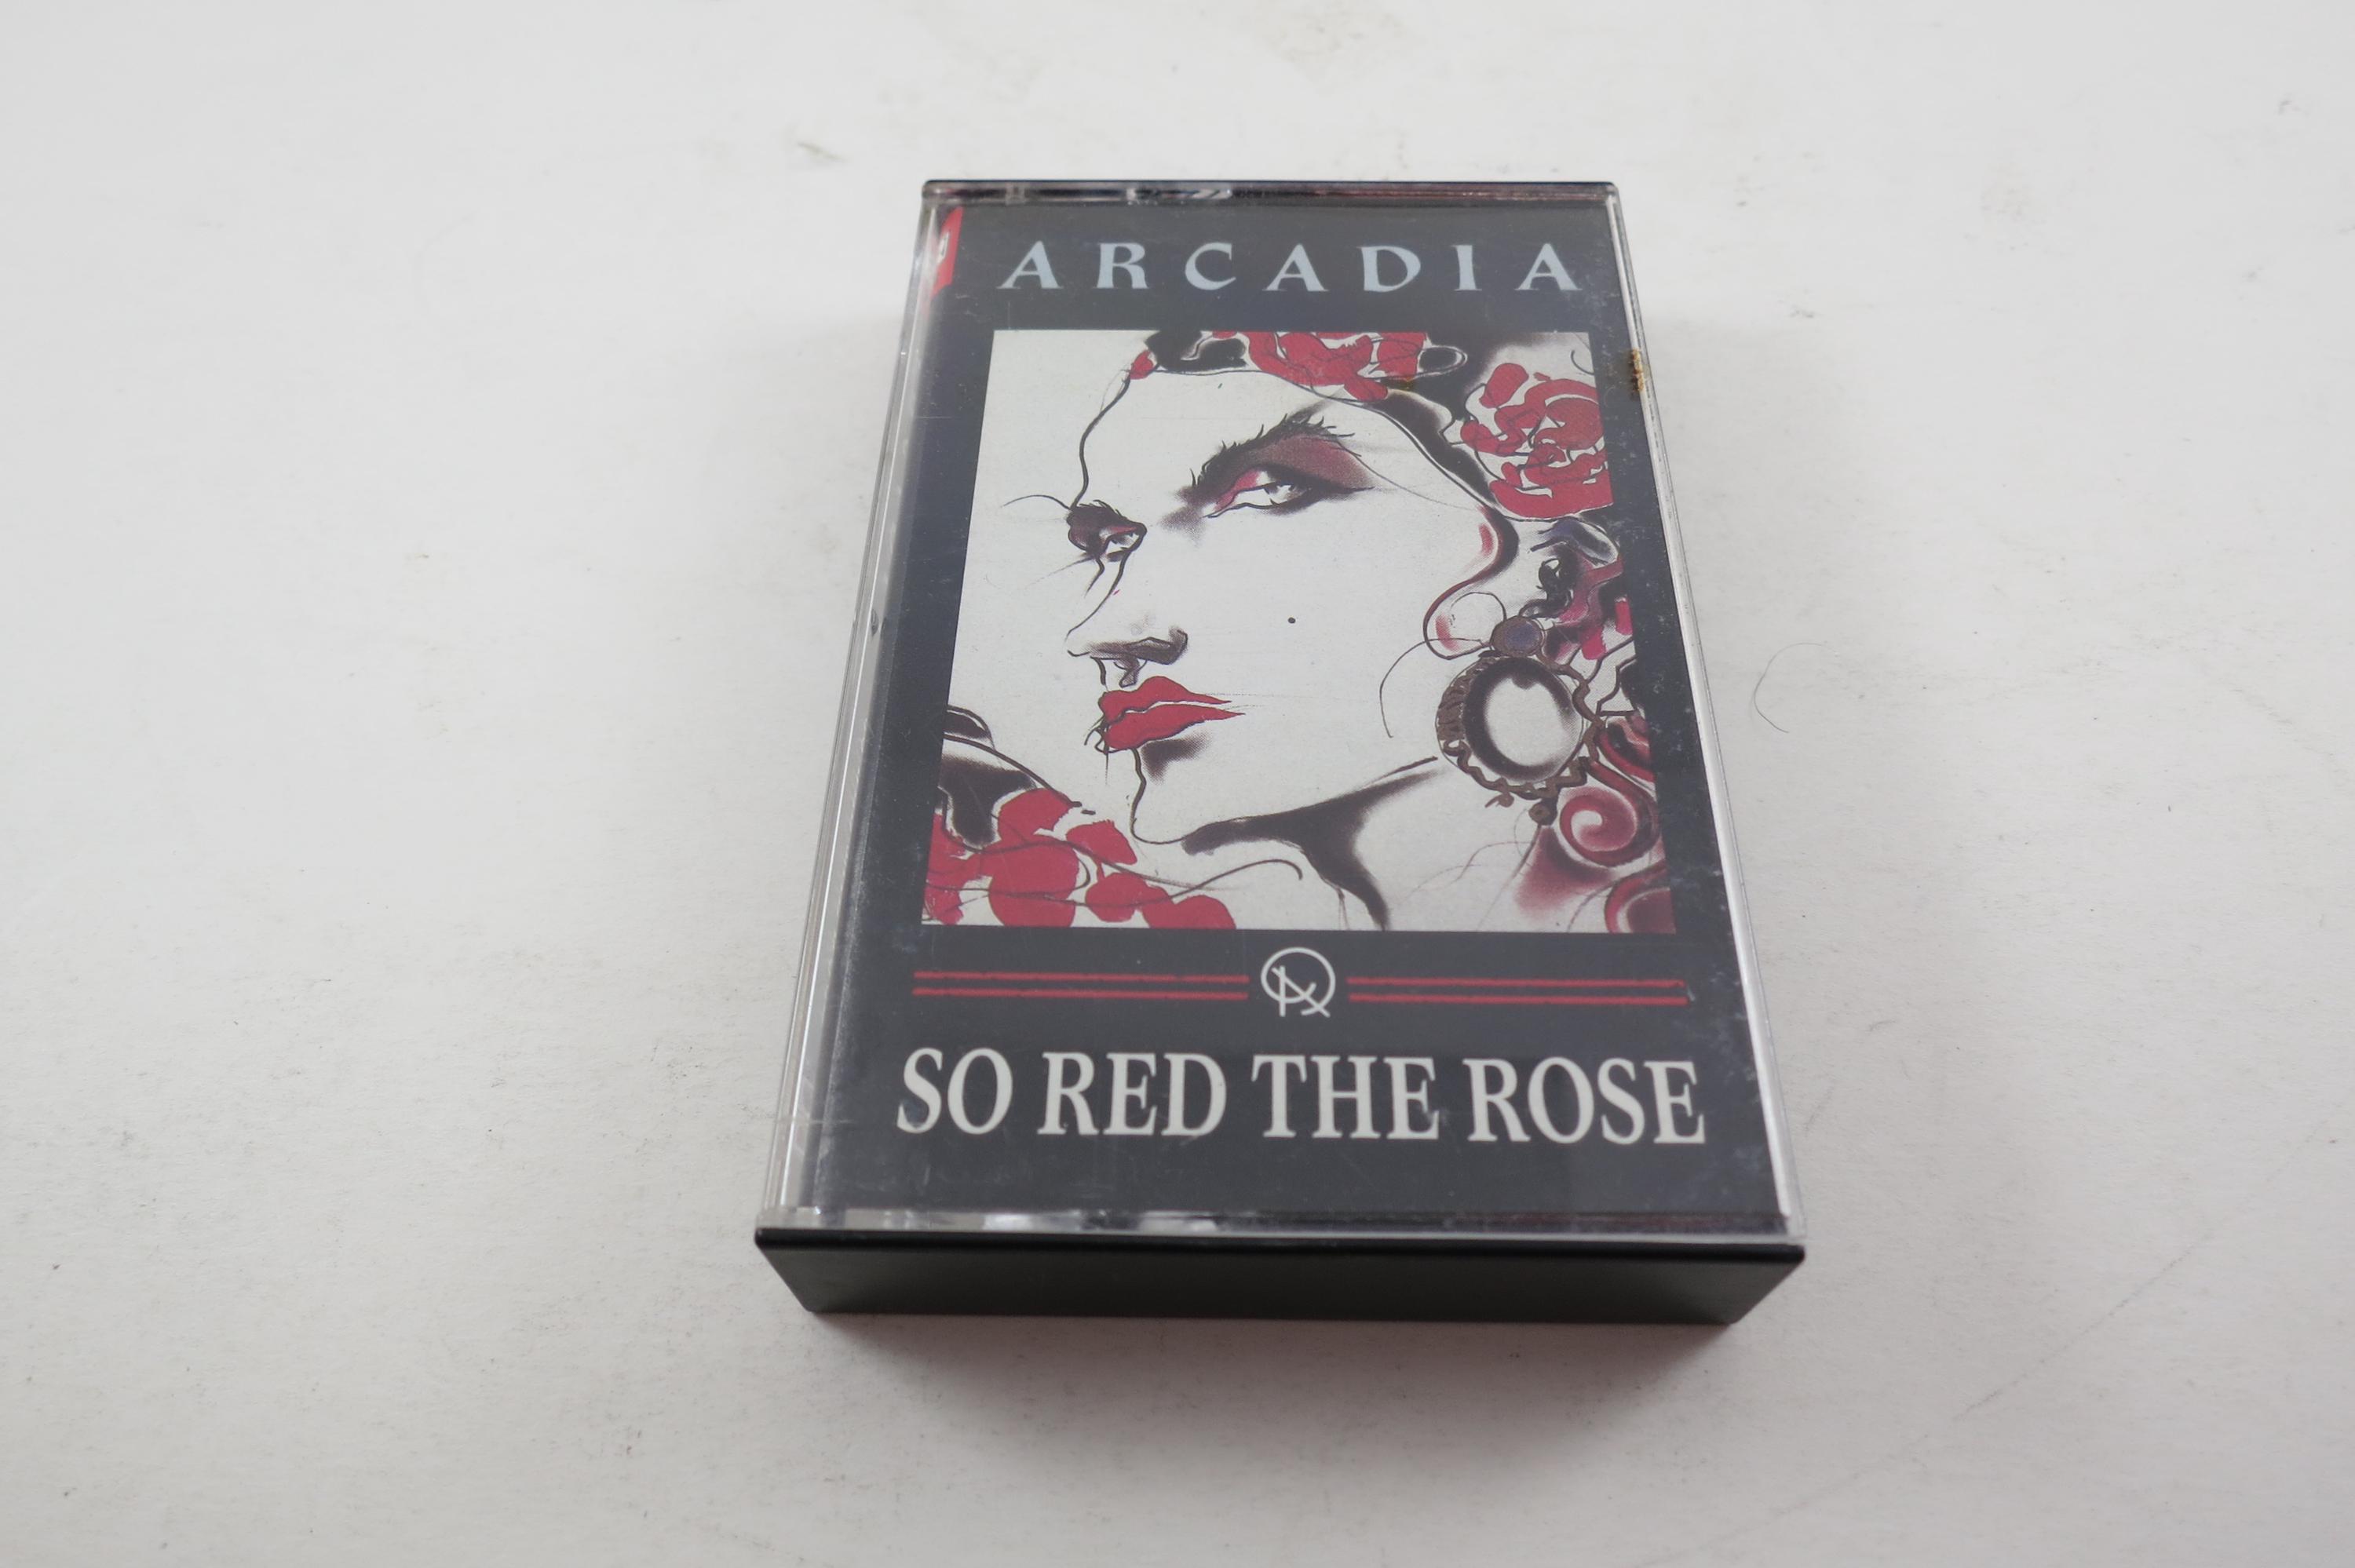 ARCADIA
SO RED THE ROSE